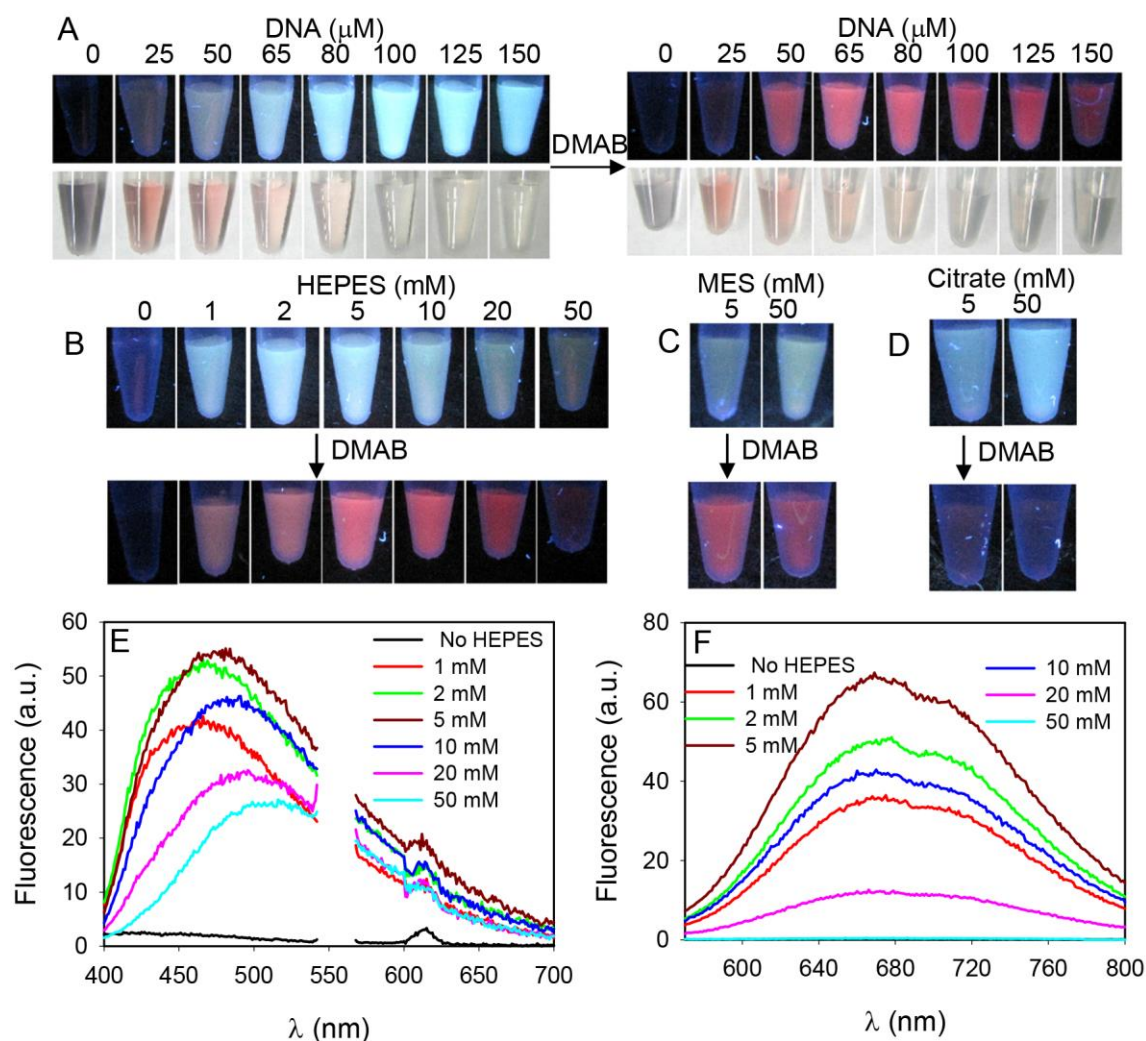 A
DNA (μM)
0 25 50 65 80 100 125 150
DMAB
DNA (μM)
0 25 50 65 80 100 125 150
B
HEPES (mM)
0 1 2 5 10 20 50
DMAB
C
MES (mM)
5 50
DMAB
D
Citrate (mM)
5 50
DMAB
E
Fluorescence (a.u.)
60
50
40
30
20
10
0
No HEPES
1 mM
2 mM
5 mM
10 mM
20 mM
50 mM
400 450 500 550 600 650 700
λ (nm)
F
Fluorescence (a.u.)
80
60
40
20
0
No HEPES
1 mM
2 mM
5 mM
10 mM
20 mM
50 mM
600 640 680 720 760 800
λ (nm)